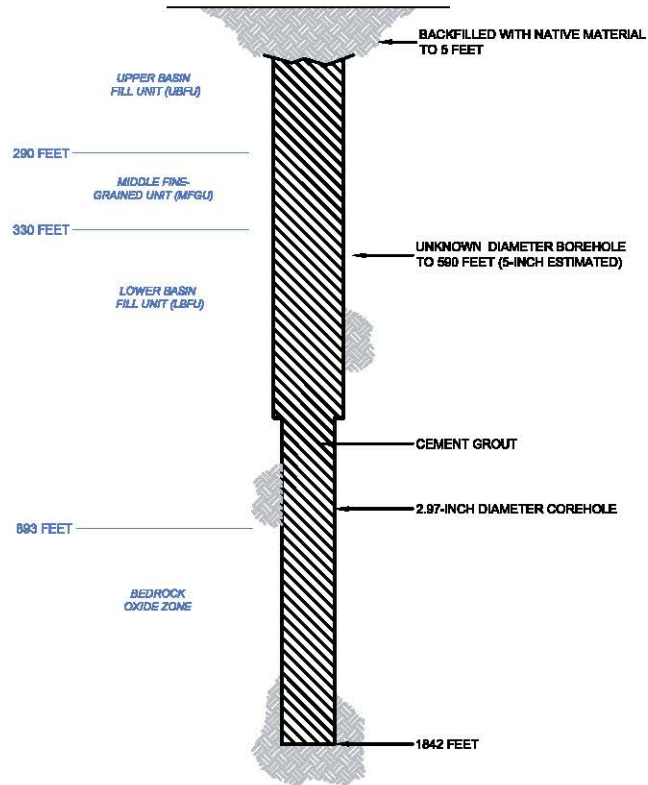 BACKFILLED WITH NATIVE MATERIAL
TO 5 FEET
UPPER BASIN
FILL UNIT (UBFU)
290 FEET
MIDDLE FINE-
GRAINED UNIT (MFGU)
330 FEET
UNKNOWN DIAMETER BOREHOLE
TO 590 FEET (5-INCH ESTIMATED)
LOWER BASIN
FILL UNIT (LBFU)
CEMENT GROUT
2.97-INCH DIAMETER COREHOLE
693 FEET
BEDROCK
OXIDE ZONE
1842 FEET